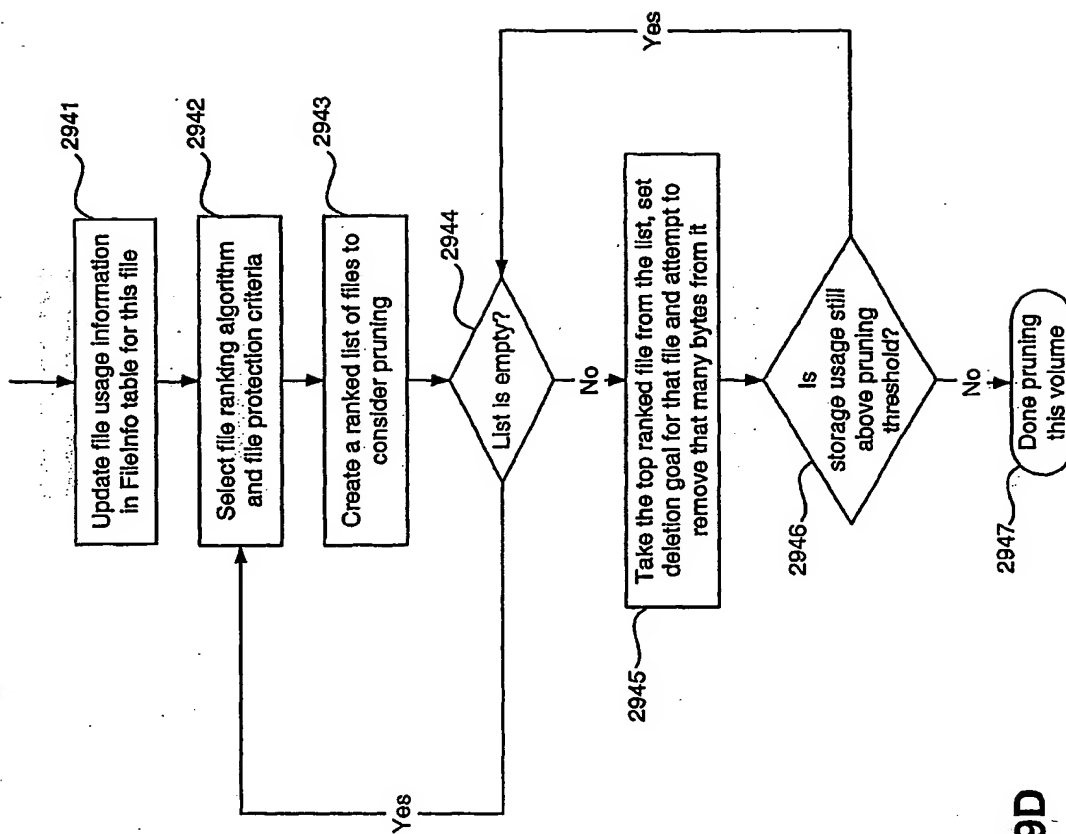 2941
Update file usage information
in FileInfo table for this file
2942
Select file ranking algorithm
and file protection criteria
2943
Create a ranked list of files to
consider pruning
2944
List is empty?
Yes
No
Yes
2945
Take the top ranked file from the list, set
deletion goal for that file and attempt to
remove that many bytes from it
2946
Is
storage usage still
above pruning
threshold?
No
2947
Done pruning
this volume
9D